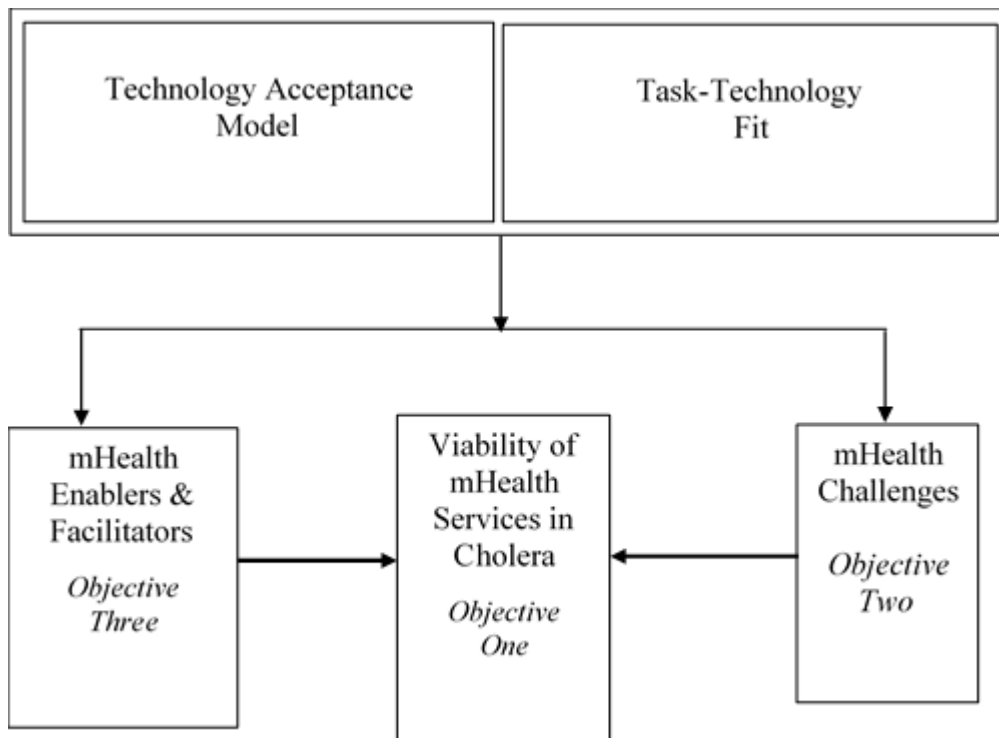 Technology Acceptance
Model
Task-Technology
Fit
mHealth
Enablers &
Facilitators
Objective
Three
Viability of
mHealth
Services in
Cholera
Objective
One
mHealth
Challenges
Objective
Two